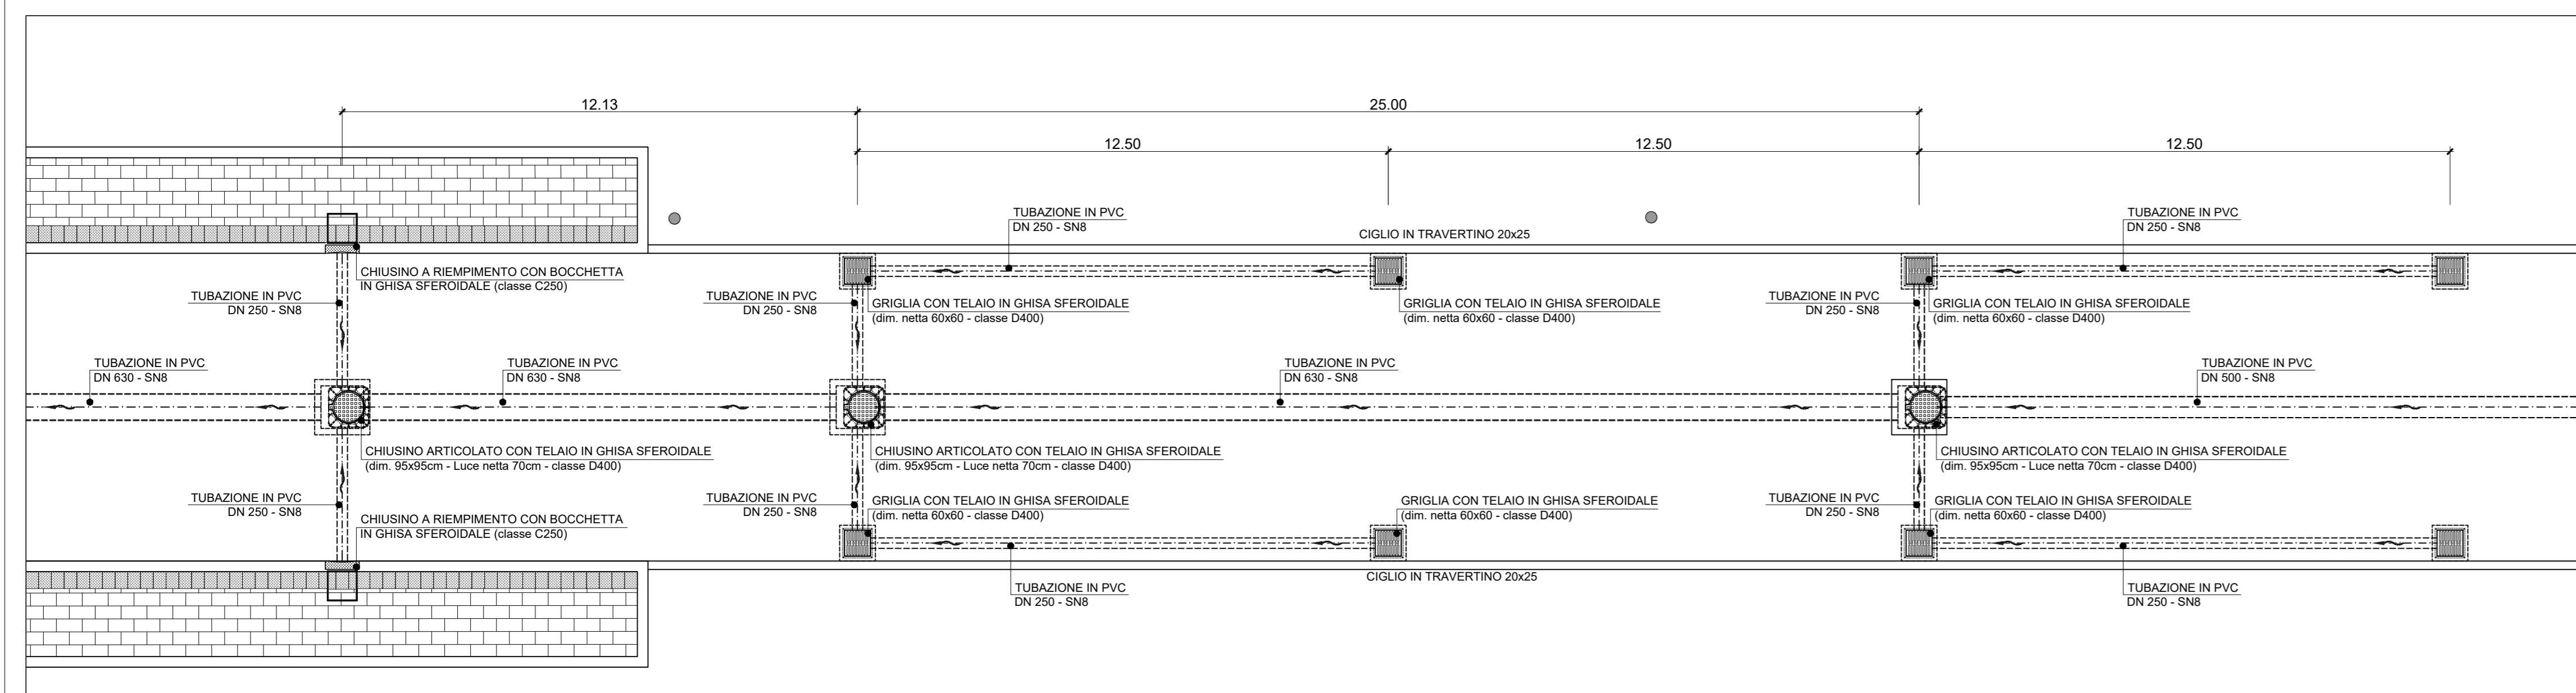 12.13
25.00
12.50
12.50
12.50
TUBAZIONE IN PVC
DN 250 - SN8
CIGLIO IN TRAVERTINO 20x25
TUBAZIONE IN PVC
DN 250 - SN8
CHIUSINO A RIEMPIMENTO CON BOCCHETTA
IN GHISA SFEROIDALE (classe C250)
TUBAZIONE IN PVC
DN 250 - SN8
TUBAZIONE IN PVC
DN 250 - SN8
GRIGLIA CON TELAIO IN GHISA SFEROIDALE
(dim. netta 60x60 - classe D400)
GRIGLIA CON TELAIO IN GHISA SFEROIDALE
(dim. netta 60x60 - classe D400)
TUBAZIONE IN PVC
DN 250 - SN8
GRIGLIA CON TELAIO IN GHISA SFEROIDALE
(dim. netta 60x60 - classe D400)
TUBAZIONE IN PVC
DN 630 - SN8
TUBAZIONE IN PVC
DN 630 - SN8
TUBAZIONE IN PVC
DN 630 - SN8
TUBAZIONE IN PVC
DN 500 - SN8
CHIUSINO ARTICOLATO CON TELAIO IN GHISA SFEROIDALE
(dim. 95x95cm - Luce netta 70cm - classe D400)
CHIUSINO ARTICOLATO CON TELAIO IN GHISA SFEROIDALE
(dim. 95x95cm - Luce netta 70cm - classe D400)
CHIUSINO ARTICOLATO CON TELAIO IN GHISA SFEROIDALE
(dim. 95x95cm - Luce netta 70cm - classe D400)
TUBAZIONE IN PVC
DN 250 - SN8
CHIUSINO A RIEMPIMENTO CON BOCCHETTA
IN GHISA SFEROIDALE (classe C250)
TUBAZIONE IN PVC
DN 250 - SN8
GRIGLIA CON TELAIO IN GHISA SFEROIDALE
(dim. netta 60x60 - classe D400)
GRIGLIA CON TELAIO IN GHISA SFEROIDALE
(dim. netta 60x60 - classe D400)
TUBAZIONE IN PVC
DN 250 - SN8
GRIGLIA CON TELAIO IN GHISA SFEROIDALE
(dim. netta 60x60 - classe D400)
TUBAZIONE IN PVC
DN 250 - SN8
CIGLIO IN TRAVERTINO 20x25
TUBAZIONE IN PVC
DN 250 - SN8